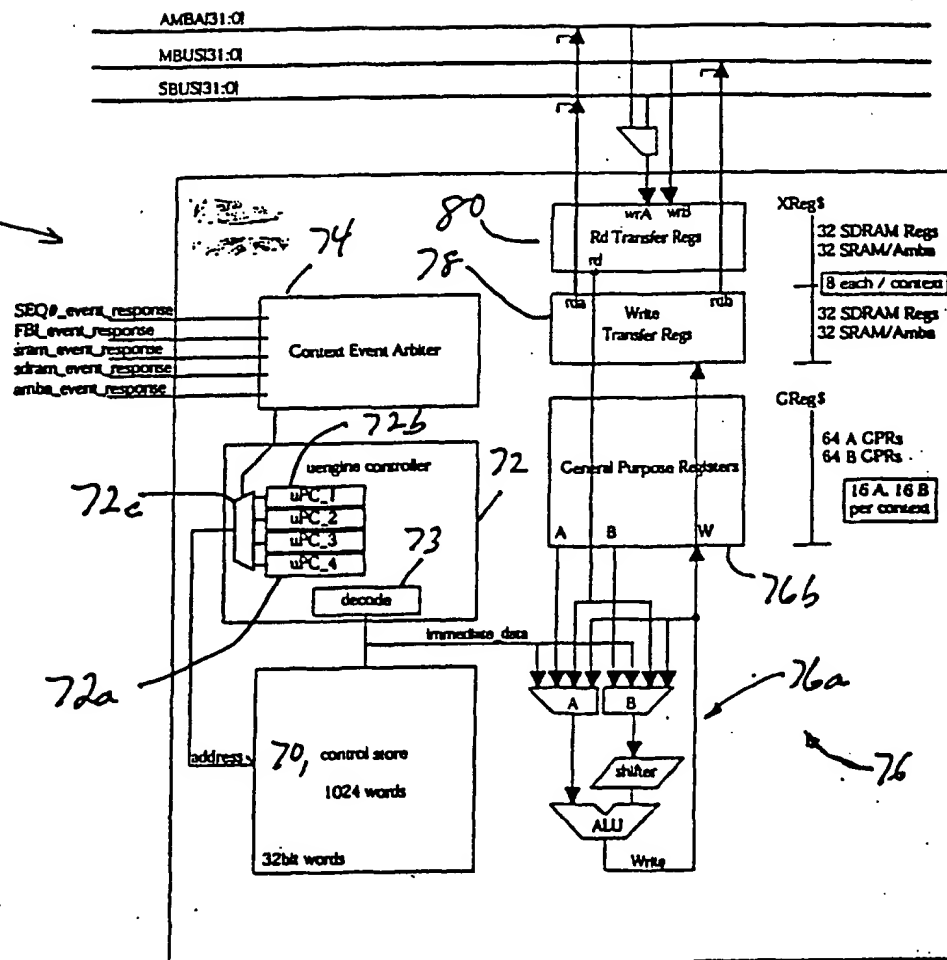 AMBA[31:0]
MBUS[31:0]
SBUS[31:0]
80
wrA wrB
Rd Transfer Regs
rd
XReg$
32 SDRAM Regs
32 SRAM/Amba
8 each / context
32 SDRAM Regs
32 SRAM/Amba
74
78
rda
rdb
Write
Transfer Regs
SEQ#_event_response
FBI_event_response
sram_event_response
sdram_event_response
amba_event_response
Context Event Arbiter
72b
uengine controller
72
72c
uPC_1
uPC_2
uPC_3
uPC_4
73
decode
72a
General Purpose Registers
A B W
GReg$
64 A GPRs
64 B GPRs
16 A, 16 B
per context
76b
immediate_data
A B
76a
76
address
70, control store
1024 words
32bit words
shifter
ALU
Write